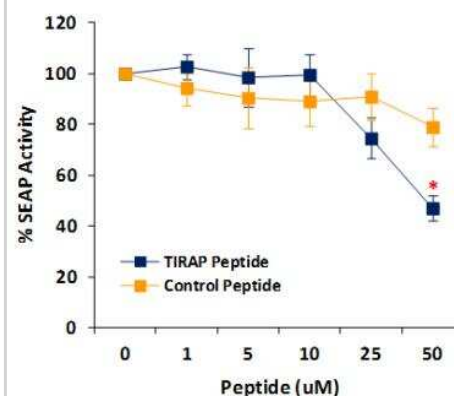 120
100
80
60
40
20
0
% SEAP Activity
*
TIRAP Peptide
Control Peptide
0 1 5 10 25 50
Peptide (uM)